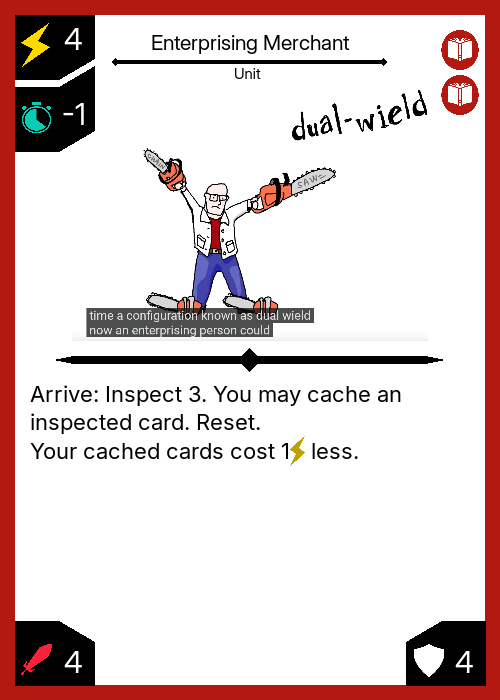 4
Enterprising Merchant
Unit
-1
dual-wield
SAW
time a configuration known as dual wield
now an enterprising person could
Arrive: Inspect 3. You may cache an
inspected card. Reset.
Your cached cards cost 1 less.
4
4